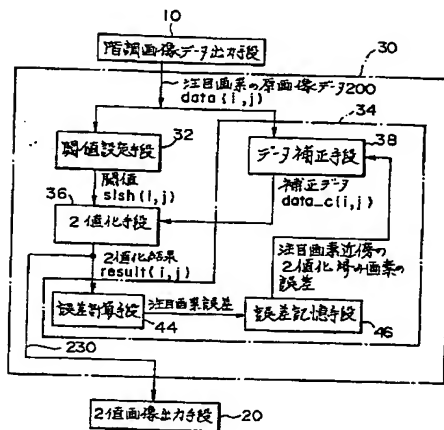 10
階調画像データ出力手段
30
注目画素の原画像データ200
data(i,j)
34
32
38
閾値設定手段
データ補正手段
閾値
slsh(i,j)
補正データ
data_c(i,j)
36
2値化手段
2値化結果
result(i,j)
注目画素近傍の
2値化済み画素の
誤差
誤差計算手段
注目画素誤差
誤差記憶手段
44
46
230
2値画像出力手段
20